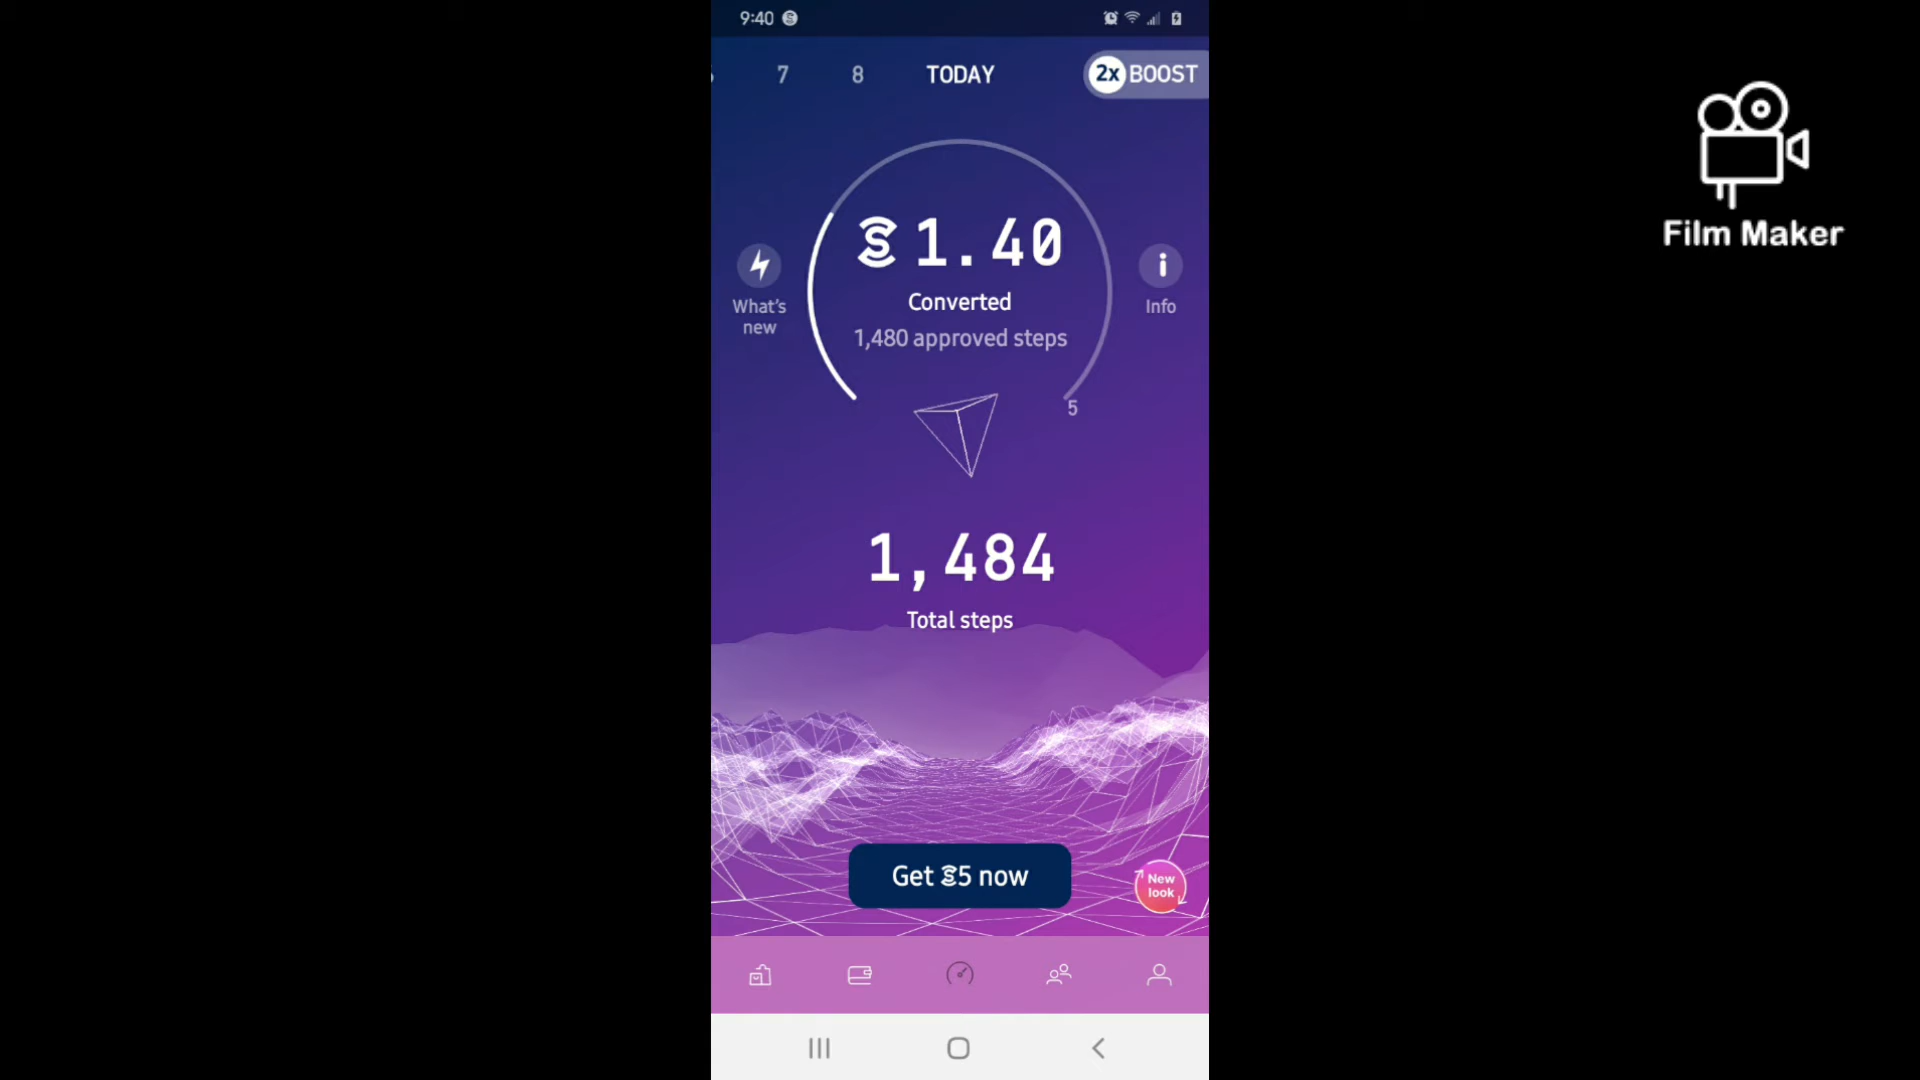 9:40
7 8 TODAY 2x BOOST
1.40
Converted
1,480 approved steps
What's
new
Info
5
1,484
Total steps
Get 5 now
New
look
Film Maker